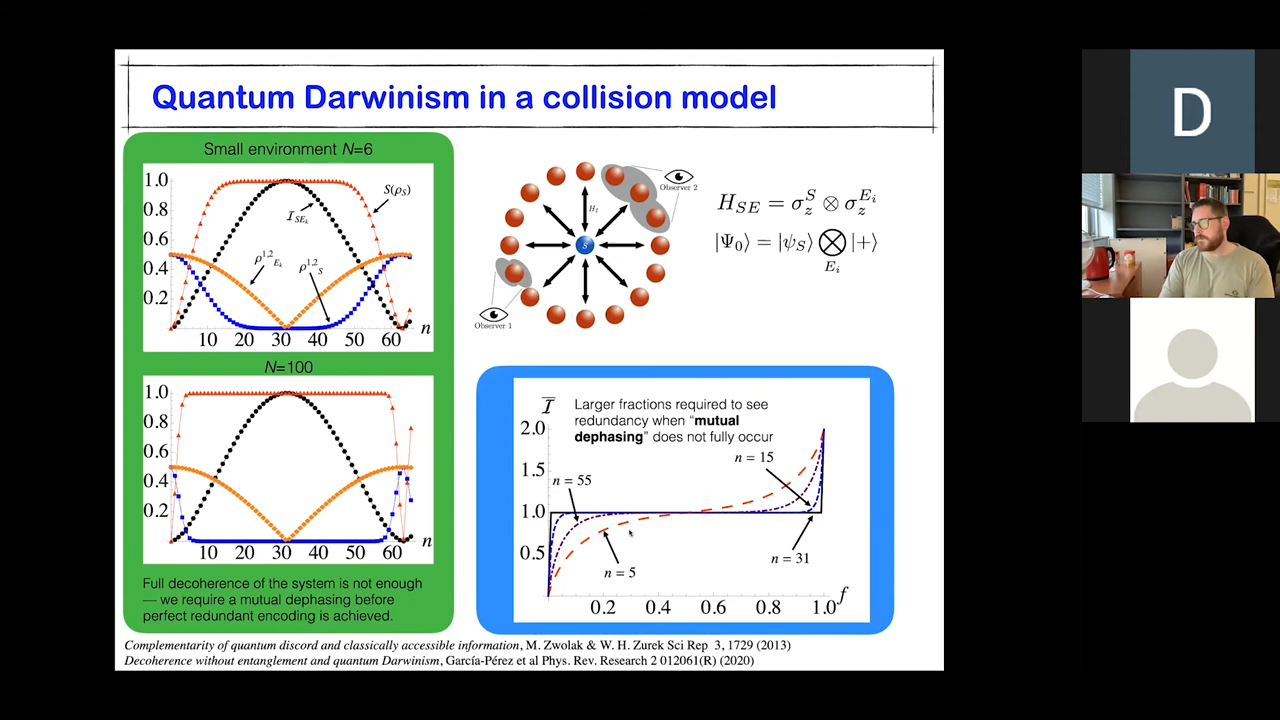 Quantum Darwinism in a collision model
Small environment N=6
1.0
0.8
0.6
0.4
0.2
S(ρS)
ISEk
ρ1,2Ek
ρ1,2S
10 20 30 40 50 60 n
N=100
1.0
0.8
0.6
0.4
0.2
10 20 30 40 50 60 n
Full decoherence of the system is not enough
— we require a mutual dephasing before
perfect redundant encoding is achieved.
Observer 2
HI
S
Observer 1
HSE = σzS ⊗ σzEi
|Ψ0⟩ = |ψS⟩ ⨂Ei |+⟩
Ī
Larger fractions required to see
redundancy when “mutual
dephasing” does not fully occur
2.0
1.5
1.0
0.5
n = 15
n = 55
n = 31
n = 5
0.2 0.4 0.6 0.8 1.0 f
Complementarity of quantum discord and classically accessible information, M. Zwolak & W. H. Zurek Sci Rep 3, 1729 (2013)
Decoherence without entanglement and quantum Darwinism, García-Pérez et al Phys. Rev. Research 2 012061(R) (2020)
D